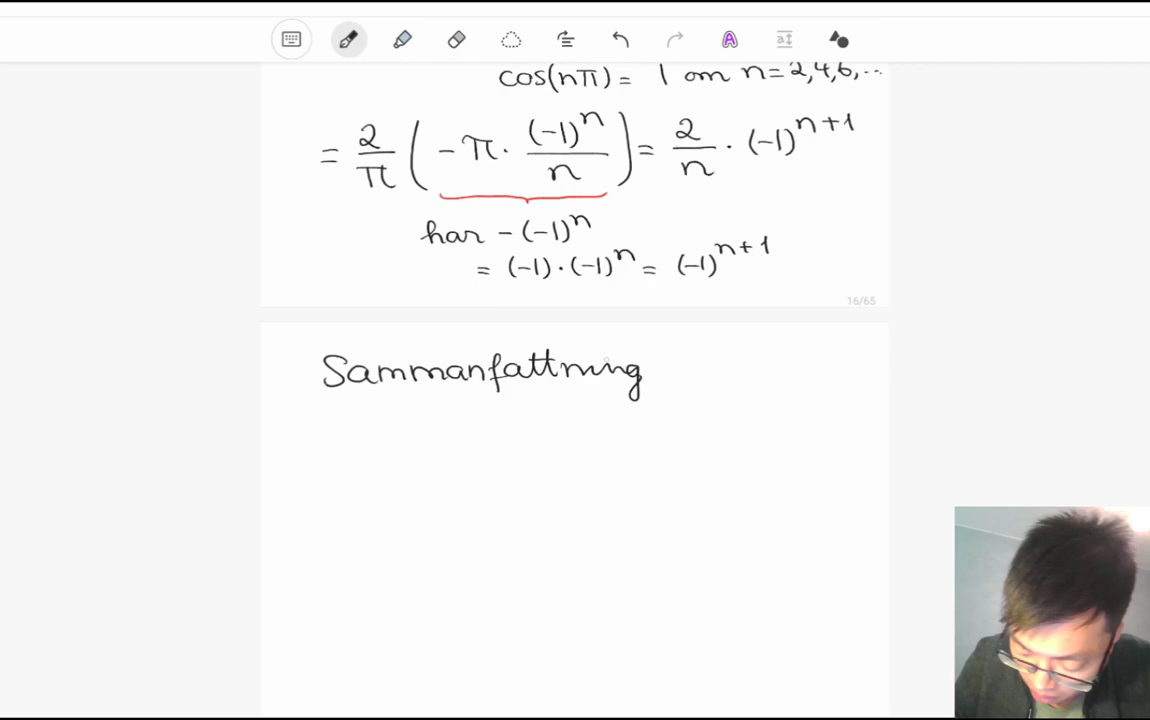 cos(nπ) = 1 om n=2,4,6,...
= 2/π (-π · (-1)^n/n) = 2/n · (-1)^{n+1}
har -(-1)^n
= (-1)·(-1)^n = (-1)^{n+1}
16/65
Sammanfattning